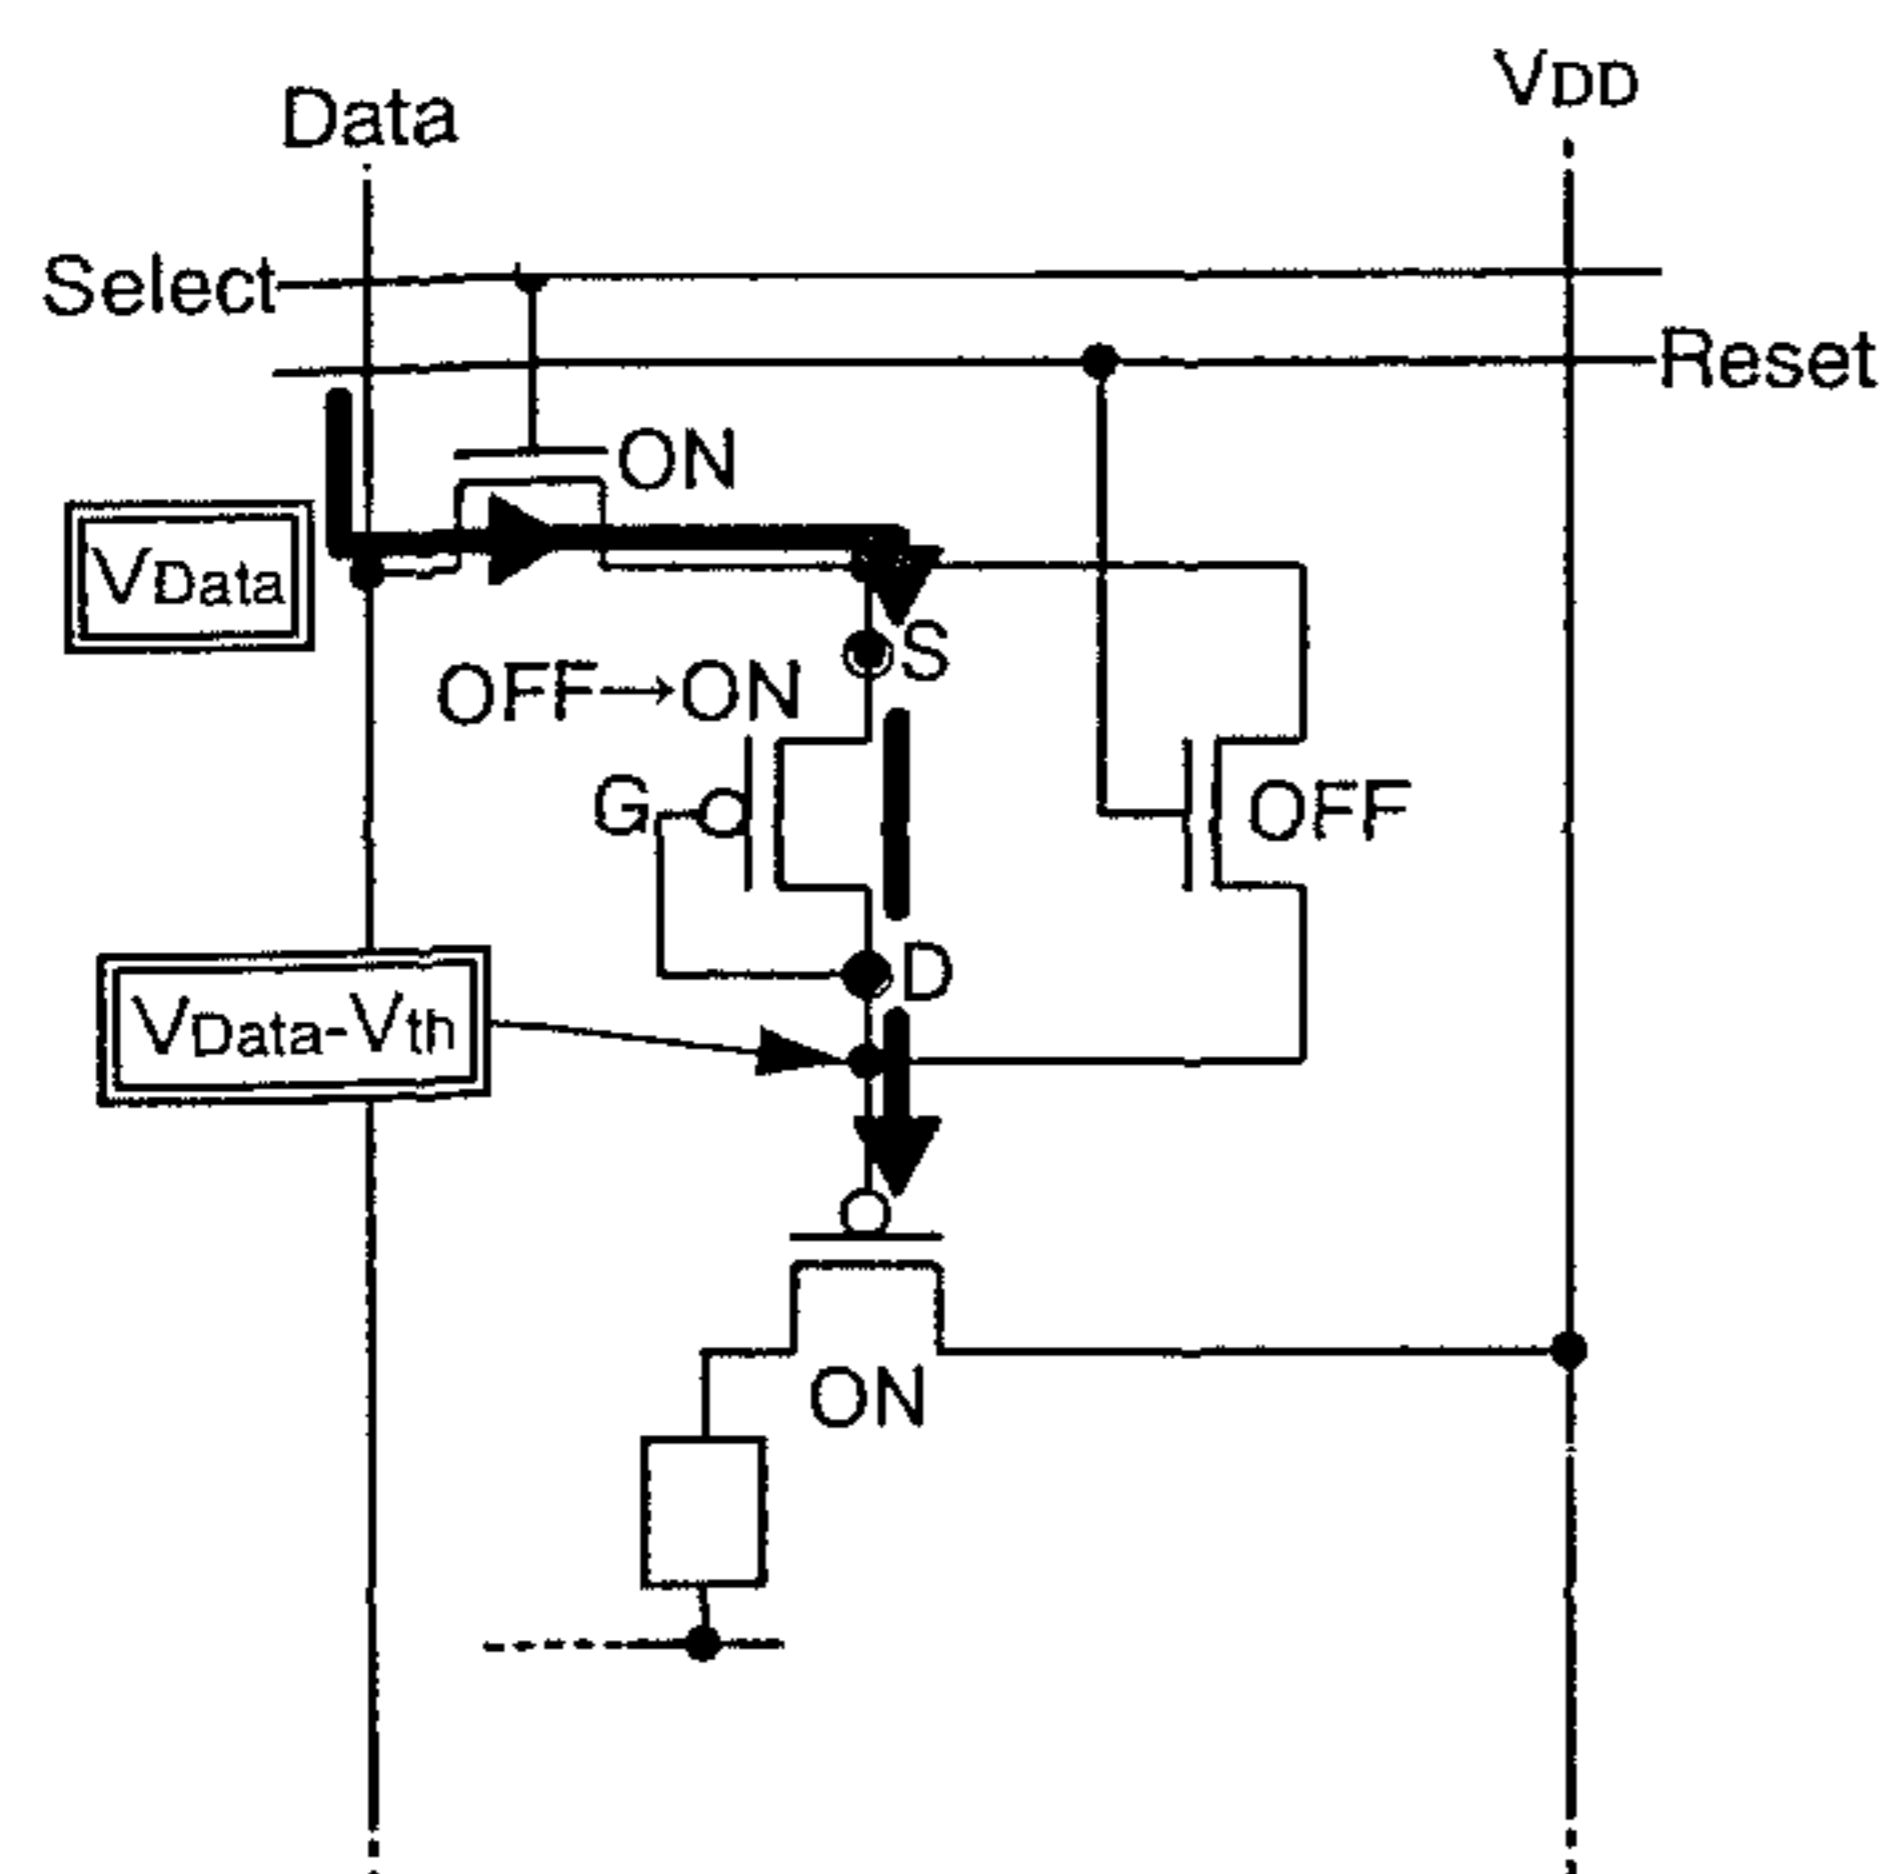 Data
VDD
Select
Reset
ON
VData
S
OFF→ON
G
OFF
D
VData-Vth
ON